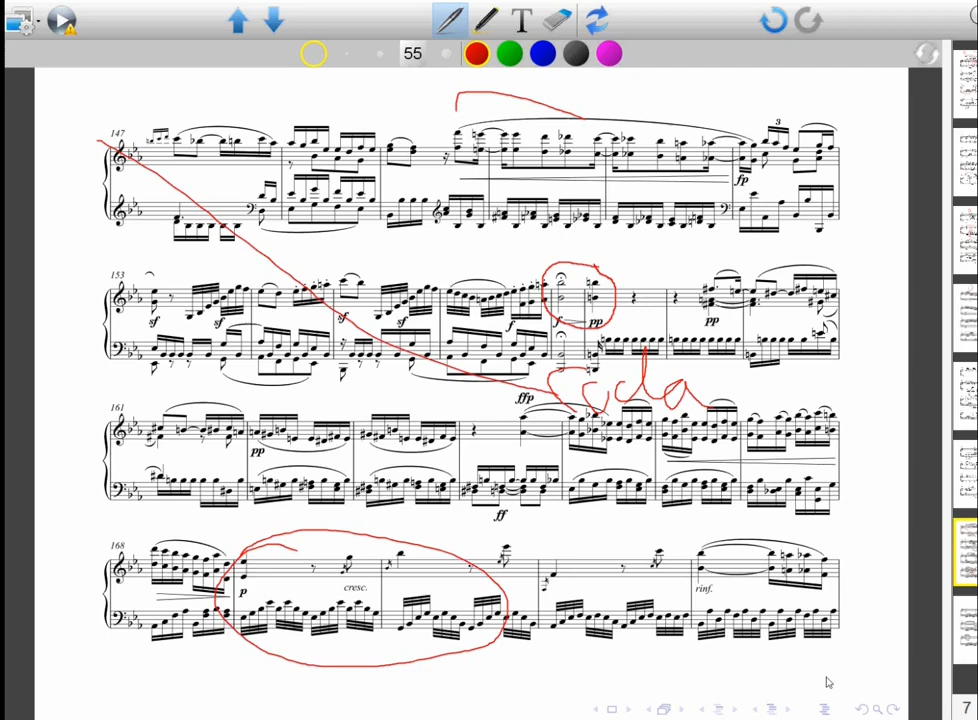 T
55
147
3
fp
153
sf
sf
sf
sf
f
f
pp
pp
ffp
Coda
161
pp
ff
168
p
cresc.
rinf.
7